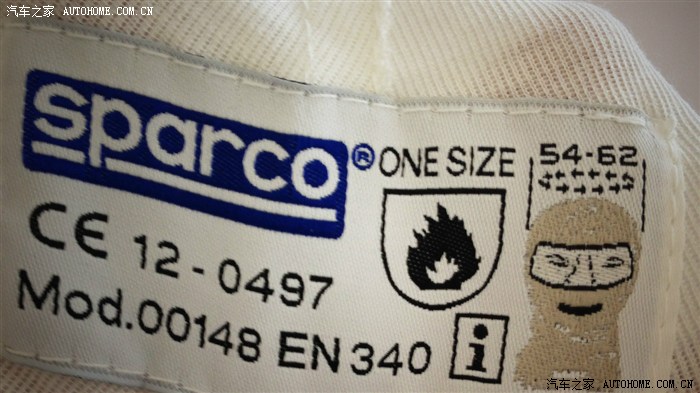 汽车之家 AUTOHOME.COM.CN
sparco® ONE SIZE 54-62
CE 12-0497
Mod.00148 EN 340 i
汽车之家 AUTOHOME.COM.CN